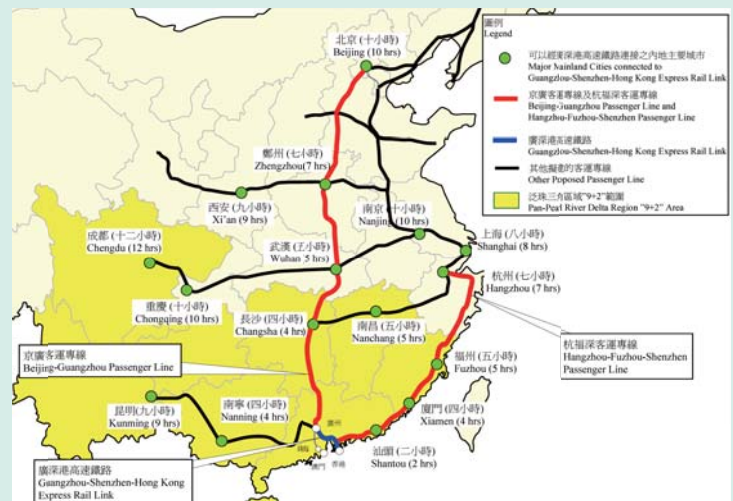 圖例
Legend
可以經廣深港高速鐵路連接之內地主要城市
Major Mainland Cities connected to
Guangzhou-Shenzhen-Hong Kong Express Rail Link
京廣客運專線及杭福深客運專線
Beijing-Guangzhou Passenger Line and
Hangzhou-Fuzhou-Shenzhen Passenger Line
廣深港高速鐵路
Guangzhou-Shenzhen-Hong Kong Express Rail Link
其他擬動的客運專線
Other Poposed Passenger Line
泛珠三角區域"9+2"範圍
Pan-Pearl River Delta Region "9+2" Area
北京 (十小時)
Beijing (10 hrs)
鄭州 (七小時)
Zhengzhou(7 hrs)
西安 (九小時)
Xi'an (9 hrs)
南京 (十小時)
Nanjing (10 hrs)
上海 (八小時)
Shanghai (8 hrs)
成都 (十二小時)
Chengdu (12 hrs)
武漢 (五小時)
Wuhan (5 hrs)
杭州 (七小時)
Hangzhou (7 hrs)
重慶 (十小時)
Chongqing (10 hrs)
長沙 (四小時)
Changsha (4 hrs)
南昌 (五小時)
Nanchang (5 hrs)
杭福深客運專線
Hangzhou-Fuzhou-Shenzhen
Passenger Line
京廣客運專線
Beijing-Guangzhou Passenger Line
福州 (五小時)
Fuzhou (5 hrs)
昆明(九小時)
Kunming (9 hrs)
南寧 (四小時)
Nanning (4 hrs)
廣州
廈門 (四小時)
Xiamen (4 hrs)
汕頭 (二小時)
Shantou (2 hrs)
澳門
香港
廣深港高速鐵路
Guangzhou-Shenzhen-Hong Kong
Express Rail Link